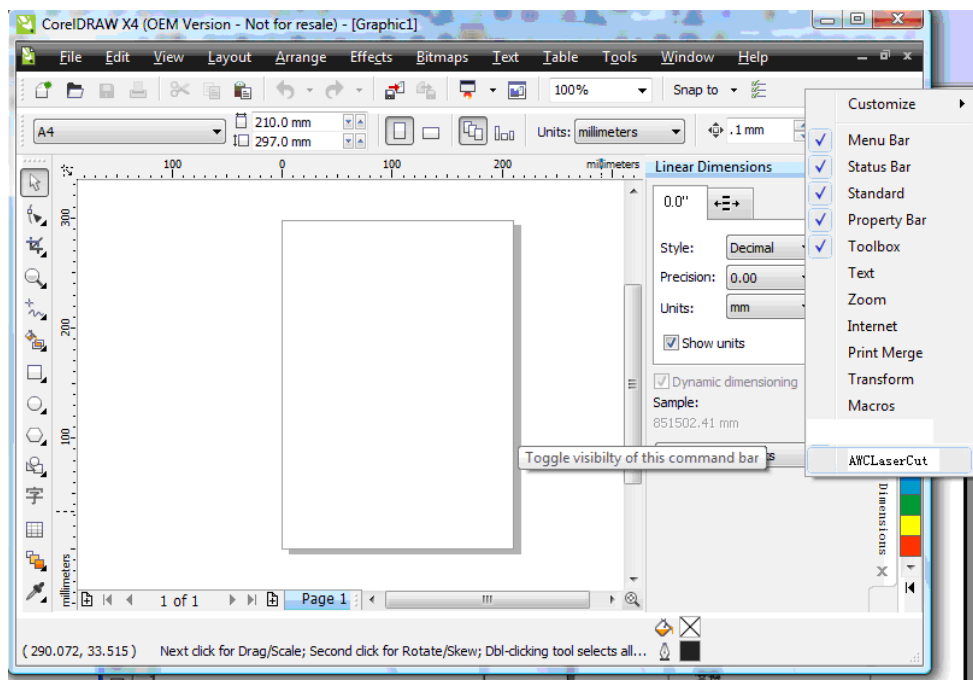 CorelDRAW X4 (OEM Version - Not for resale) - [Graphic1]
File Edit View Layout Arrange Effects Bitmaps Text Table Tools Window Help
100% Snap to
A4 210.0 mm 297.0 mm Units: millimeters .1 mm
Customize
Menu Bar
Status Bar
Standard
Property Bar
Toolbox
Text
Zoom
Internet
Print Merge
Transform
Macros
AWCLaserCut
100 0 100 200 millimeters
300
200
100
millimeters
Linear Dimensions
0.0"
Style: Decimal
Precision: 0.00
Units: mm
Show units
Dynamic dimensioning
Sample:
851502.41 mm
Toggle visibilty of this command bar
Dimensions
字
1 of 1 Page 1
(290.072, 33.515) Next click for Drag/Scale; Second click for Rotate/Skew; Dbl-clicking tool selects all...